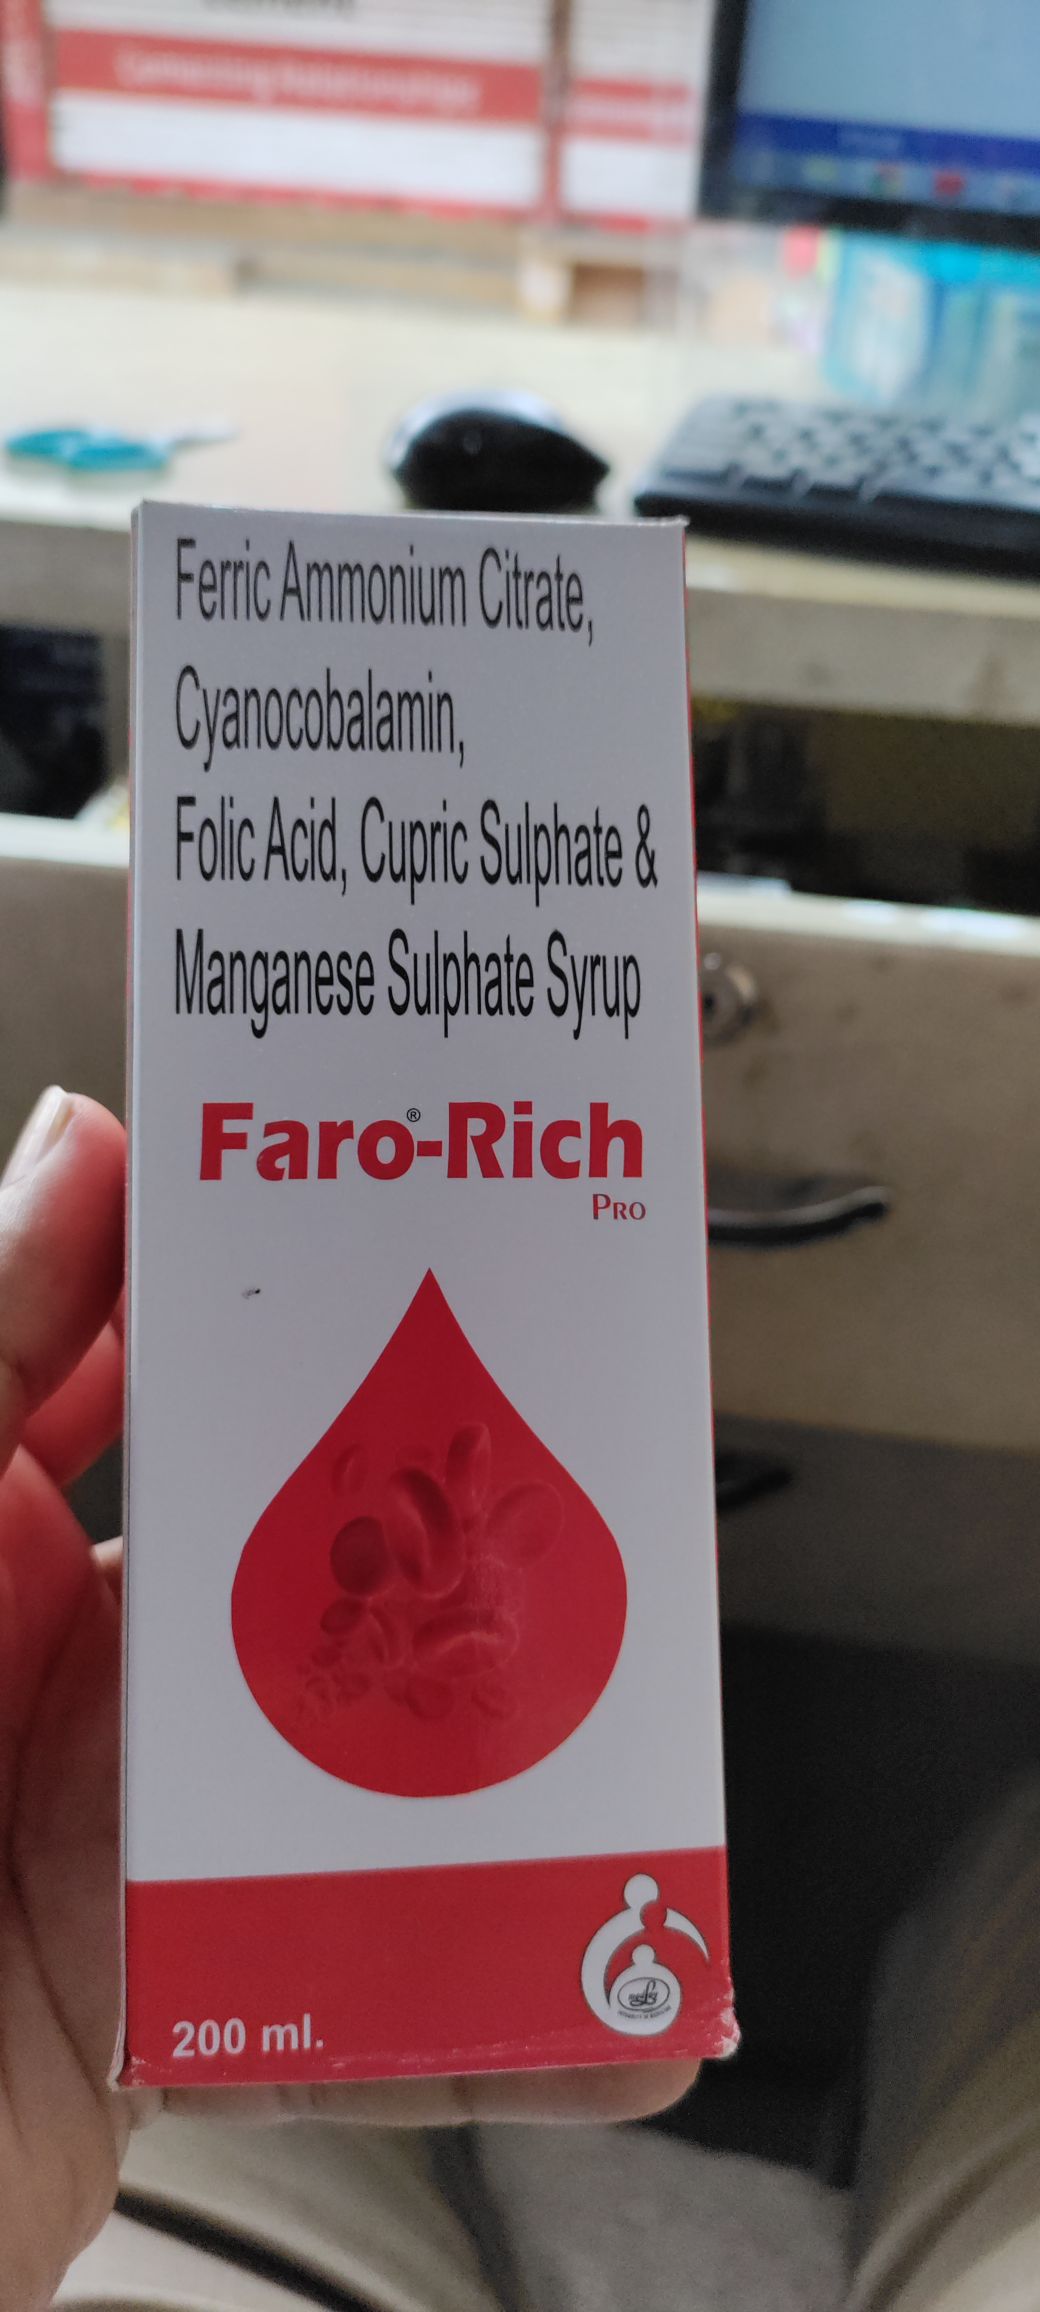 Ferric Ammonium Citrate,
Cyanocobalamin,
Folic Acid, Cupric Sulphate &
Manganese Sulphate Syrup
Faro®-Rich
PRO
200 ml.